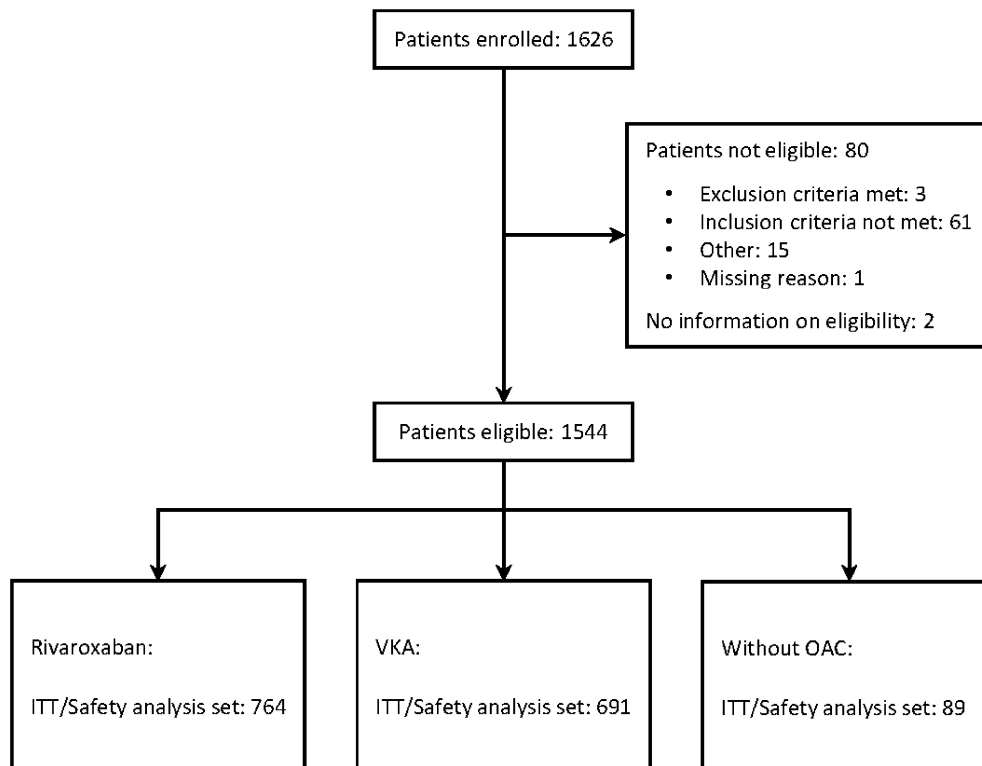 Patients enrolled: 1626
Patients not eligible: 80
• Exclusion criteria met: 3
• Inclusion criteria not met: 61
• Other: 15
• Missing reason: 1
No information on eligibility: 2
Patients eligible: 1544
Rivaroxaban:
ITT/Safety analysis set: 764
VKA:
ITT/Safety analysis set: 691
Without OAC:
ITT/Safety analysis set: 89